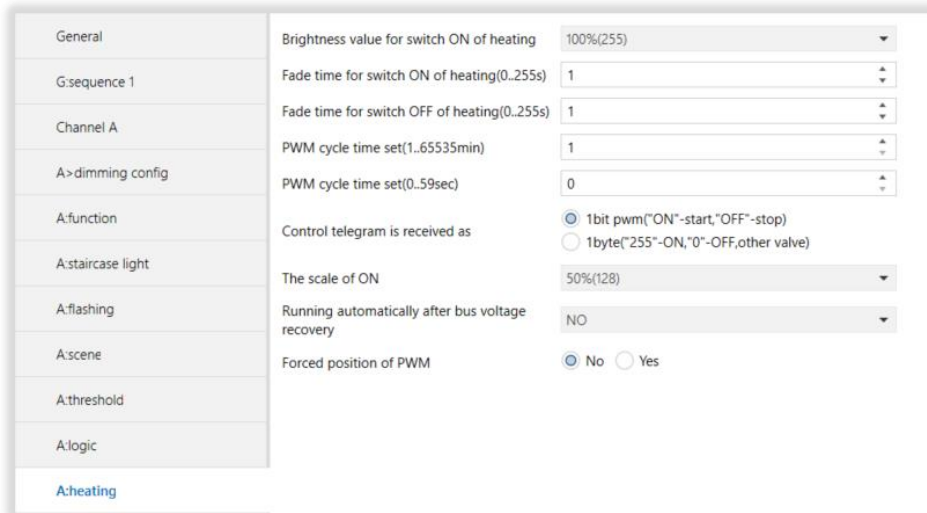 General
G:sequence 1
Channel A
A>dimming config
A:function
A:staircase light
A:flashing
A:scene
A:threshold
A:logic
A:heating
Brightness value for switch ON of heating
100%(255)
Fade time for switch ON of heating(0..255s)
1
Fade time for switch OFF of heating(0..255s)
1
PWM cycle time set(1..65535min)
1
PWM cycle time set(0..59sec)
0
Control telegram is received as
1bit pwm("ON"-start,"OFF"-stop)
1byte("255"-ON,"0"-OFF,other valve)
The scale of ON
50%(128)
Running automatically after bus voltage
recovery
NO
Forced position of PWM
No
Yes